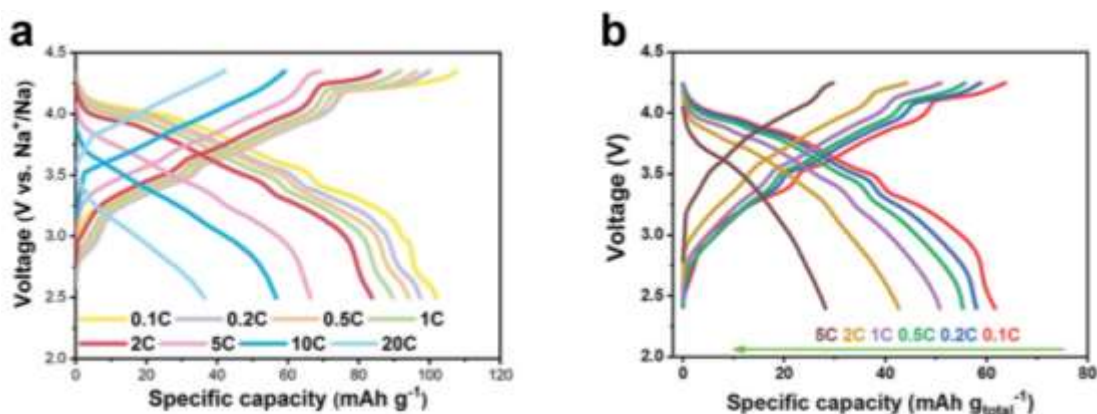 a
4.5
4.0
3.5
3.0
2.5
2.0
Voltage (V vs. Na⁺/Na)
0.1C 0.2C 0.5C 1C
2C 5C 10C 20C
0 20 40 60 80 100 120
Specific capacity (mAh g⁻¹)
b
4.5
4.0
3.5
3.0
2.5
2.0
Voltage (V)
5C 2C 1C 0.5C 0.2C 0.1C
0 20 40 60 80
Specific capacity (mAh gtotal⁻¹)